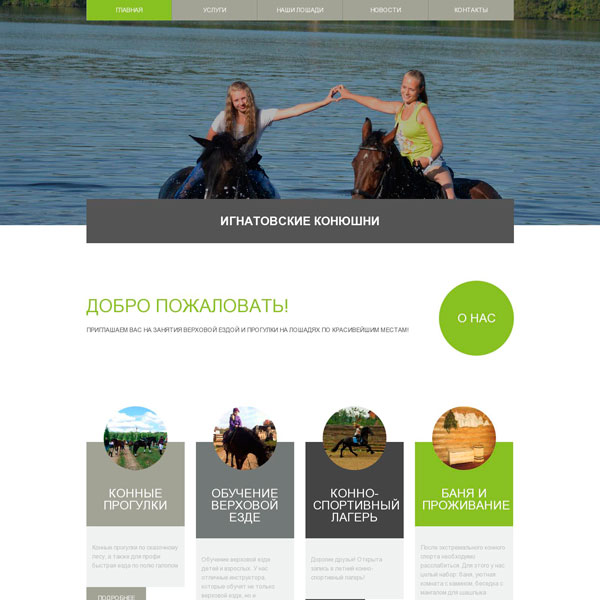 ГЛАВНАЯ УСЛУГИ НАШИ ЛОШАДИ НОВОСТИ КОНТАКТЫ
ИГНАТОВСКИЕ КОНЮШНИ
ДОБРО ПОЖАЛОВАТЬ!
О НАС
ПРИГЛАШАЕМ ВАС НА ЗАНЯТИЯ ВЕРХОВОЙ ЕЗДОЙ И ПРОГУЛКИ НА ЛОШАДЯХ ПО КРАСИВЕЙШИМ МЕСТАМ!
КОННЫЕ
ПРОГУЛКИ
Конные прогулки по сказочному
лесу, а также для профи
быстрая езда по полю галопом
ПОДРОБНЕЕ
ОБУЧЕНИЕ
ВЕРХОВОЙ
ЕЗДЕ
Обучение верховой езде
детей и взрослых. У нас
отличные инструктора,
которые обучат не только
верховой езде, но и
КОННО-
СПОРТИВНЫЙ
ЛАГЕРЬ
Дорогие друзья! Открыта
запись в летний конно-
спортивный лагерь!
БАНЯ И
ПРОЖИВАНИЕ
После экстремального конного
спорта необходимо
расслабиться. Для этого у нас
целый набор: баня, уютная
комната с камином, беседка с
мангалом для шашлыка